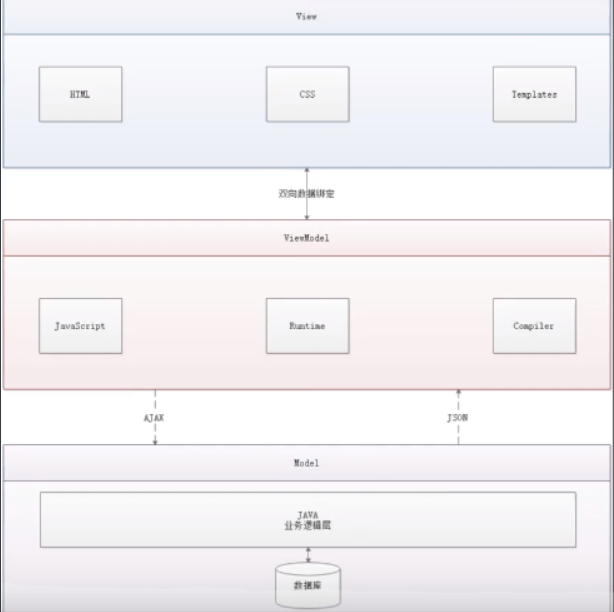 View
HTML
CSS
Templates
双向数据绑定
ViewModel
JavaScript
Runtime
Compiler
AJAX
JSON
Model
JAVA
业务逻辑层
数据库